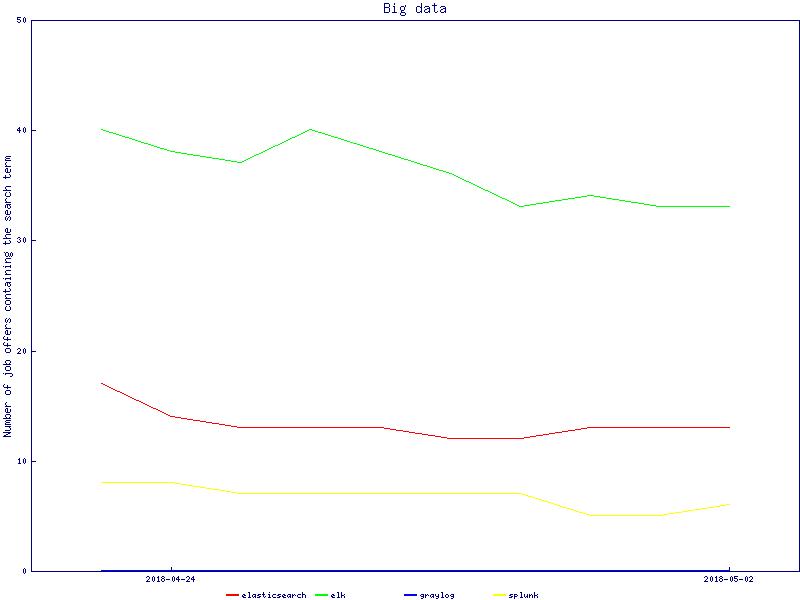 Big data
50
40
30
20
10
0
Number of job offers containing the search term
2018-04-24
2018-05-02
elasticsearch
elk
graylog
splunk